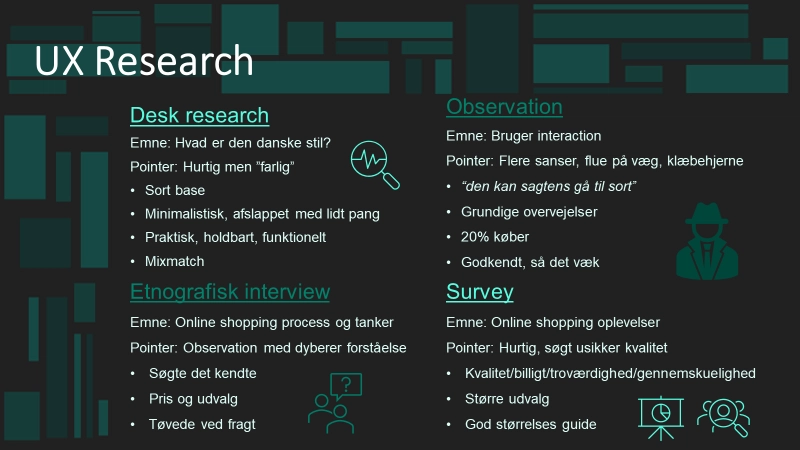 UX Research
Desk research
Emne: Hvad er den danske stil?
Pointer: Hurtig men ”farlig”
• Sort base
• Minimalistisk, afslappet med lidt pang
• Praktisk, holdbart, funktionelt
• Mixmatch
Observation
Emne: Bruger interaction
Pointer: Flere sanser, flue på væg, klæbehjerne
• “den kan sagtens gå til sort”
• Grundige overvejelser
• 20% køber
• Godkendt, så det væk
Etnografisk interview
Emne: Online shopping process og tanker
Pointer: Observation med dyberer forståelse
• Søgte det kendte
• Pris og udvalg
• Tøvede ved fragt
?
Survey
Emne: Online shopping oplevelser
Pointer: Hurtig, søgt usikker kvalitet
• Kvalitet/billigt/troværdighed/gennemskuelighed
• Større udvalg
• God størrelses guide